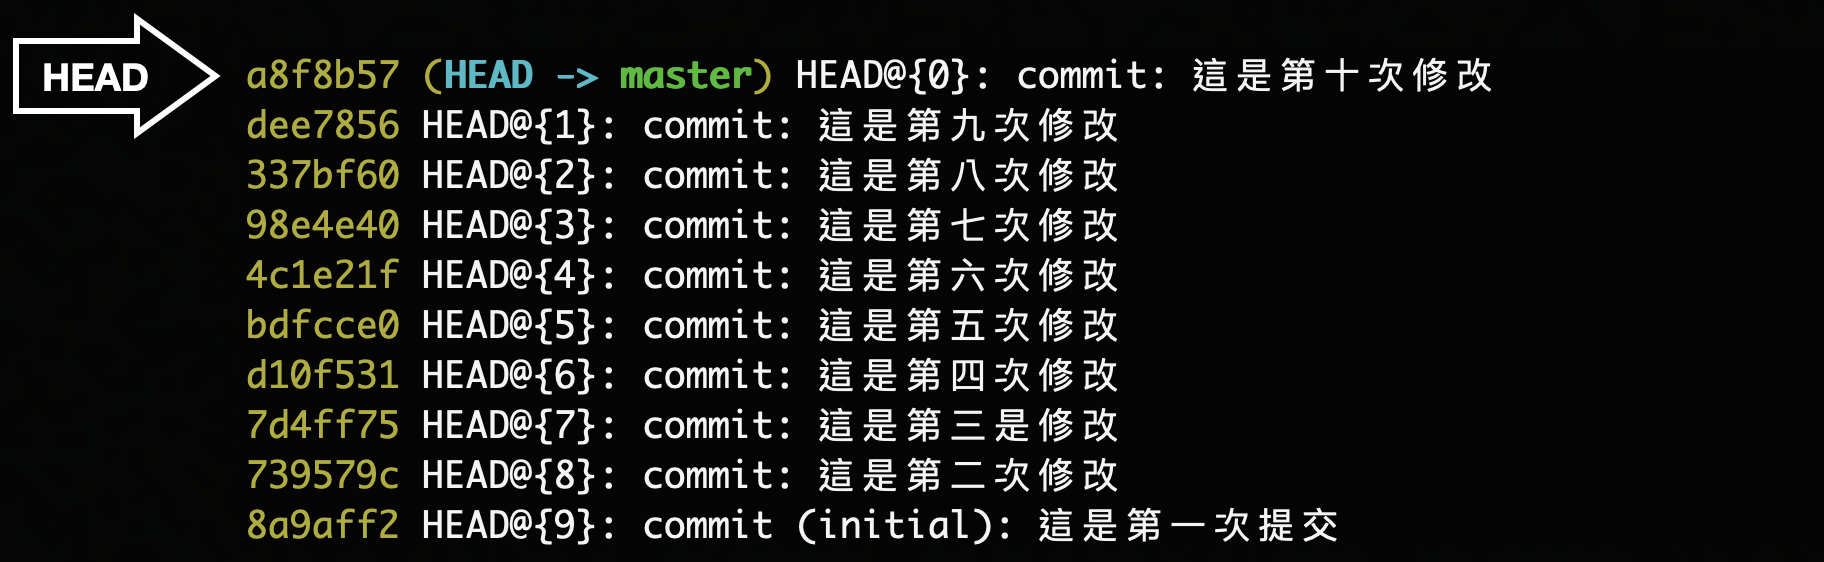 HEAD
a8f8b57 (HEAD -> master) HEAD@{0}: commit: 這是第十次修改
dee7856 HEAD@{1}: commit: 這是第九次修改
337bf60 HEAD@{2}: commit: 這是第八次修改
98e4e40 HEAD@{3}: commit: 這是第七次修改
4c1e21f HEAD@{4}: commit: 這是第六次修改
bdfcce0 HEAD@{5}: commit: 這是第五次修改
d10f531 HEAD@{6}: commit: 這是第四次修改
7d4ff75 HEAD@{7}: commit: 這是第三是修改
739579c HEAD@{8}: commit: 這是第二次修改
8a9aff2 HEAD@{9}: commit (initial): 這是第一次提交